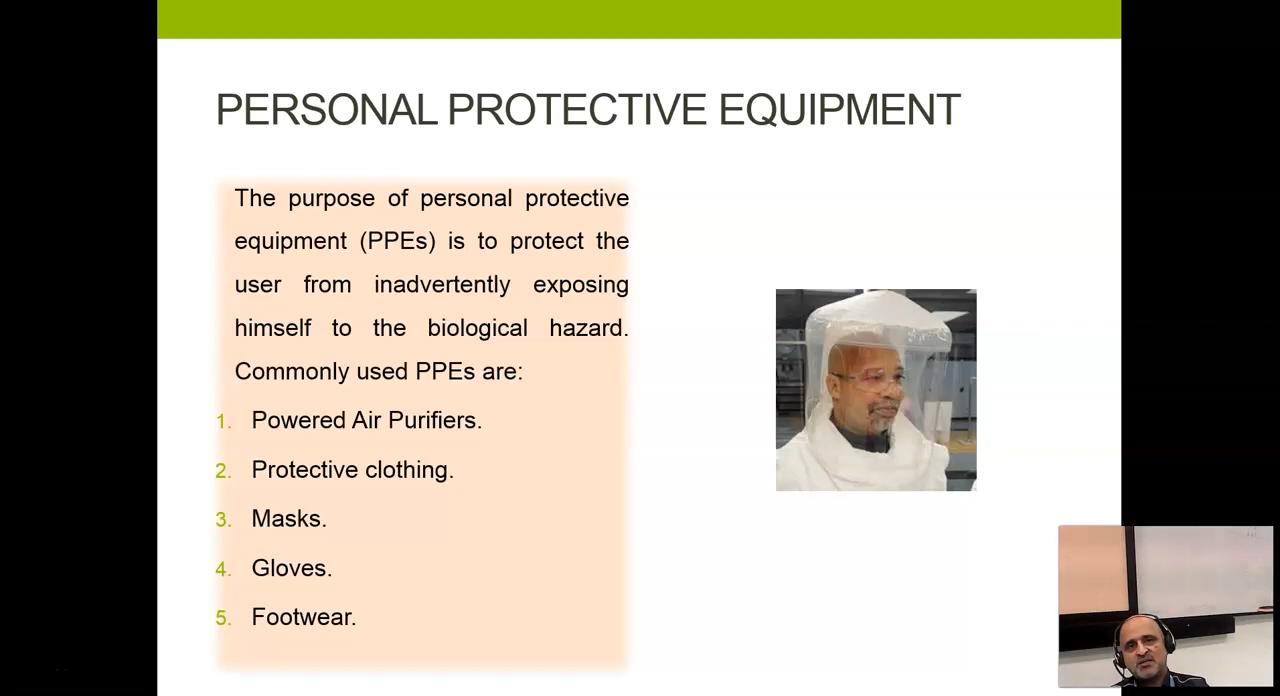 PERSONAL PROTECTIVE EQUIPMENT
The purpose of personal protective
equipment (PPEs) is to protect the
user from inadvertently exposing
himself to the biological hazard.
Commonly used PPEs are:
1. Powered Air Purifiers.
2. Protective clothing.
3. Masks.
4. Gloves.
5. Footwear.